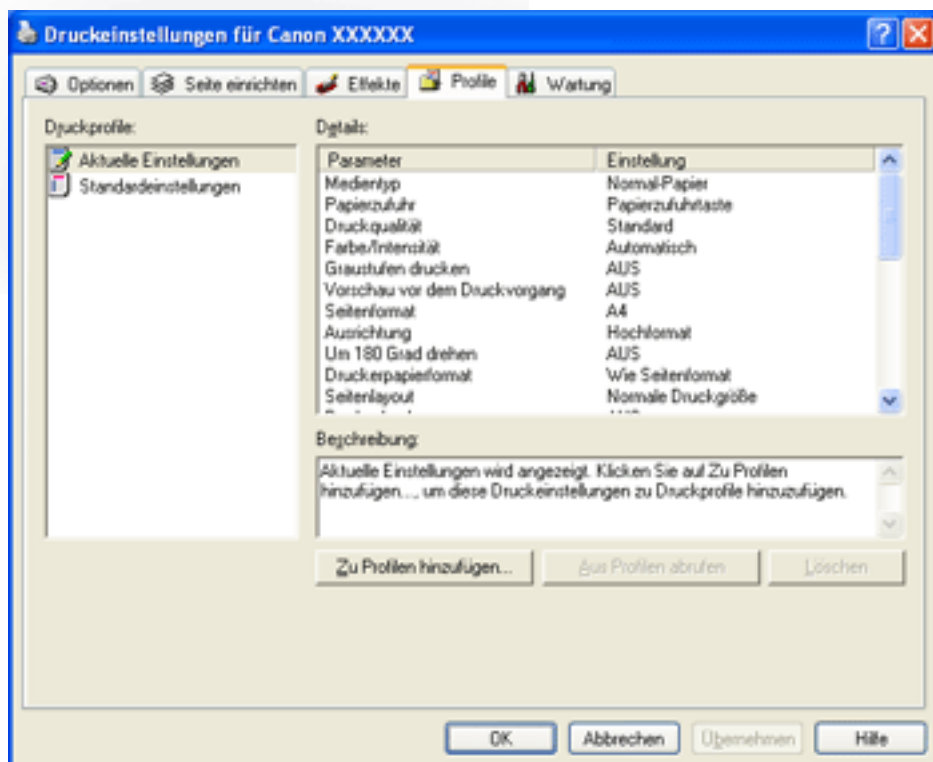 Druckeinstellungen für Canon XXXXXX
Optionen Seite einrichten Effekte Profile Wartung
Druckprofile:
Aktuelle Einstellungen
Standardeinstellungen
Details:
Parameter Einstellung
Medientyp Normal-Papier
Papierzufuhr Papierzufuhrtaste
Druckqualität Standard
Farbe/Intensität Automatisch
Graustufen drucken AUS
Vorschau vor dem Druckvorgang AUS
Seitenformat A4
Ausrichtung Hochformat
Um 180 Grad drehen AUS
Druckerpapierformat Wie Seitenformat
Seitenlayout Normale Druckgröße
Beschreibung:
Aktuelle Einstellungen wird angezeigt. Klicken Sie auf Zu Profilen
hinzufügen..., um diese Druckeinstellungen zu Druckprofile hinzuzufügen.
Zu Profilen hinzufügen... Aus Profilen abrufen Löschen
OK Abbrechen Übernehmen Hilfe